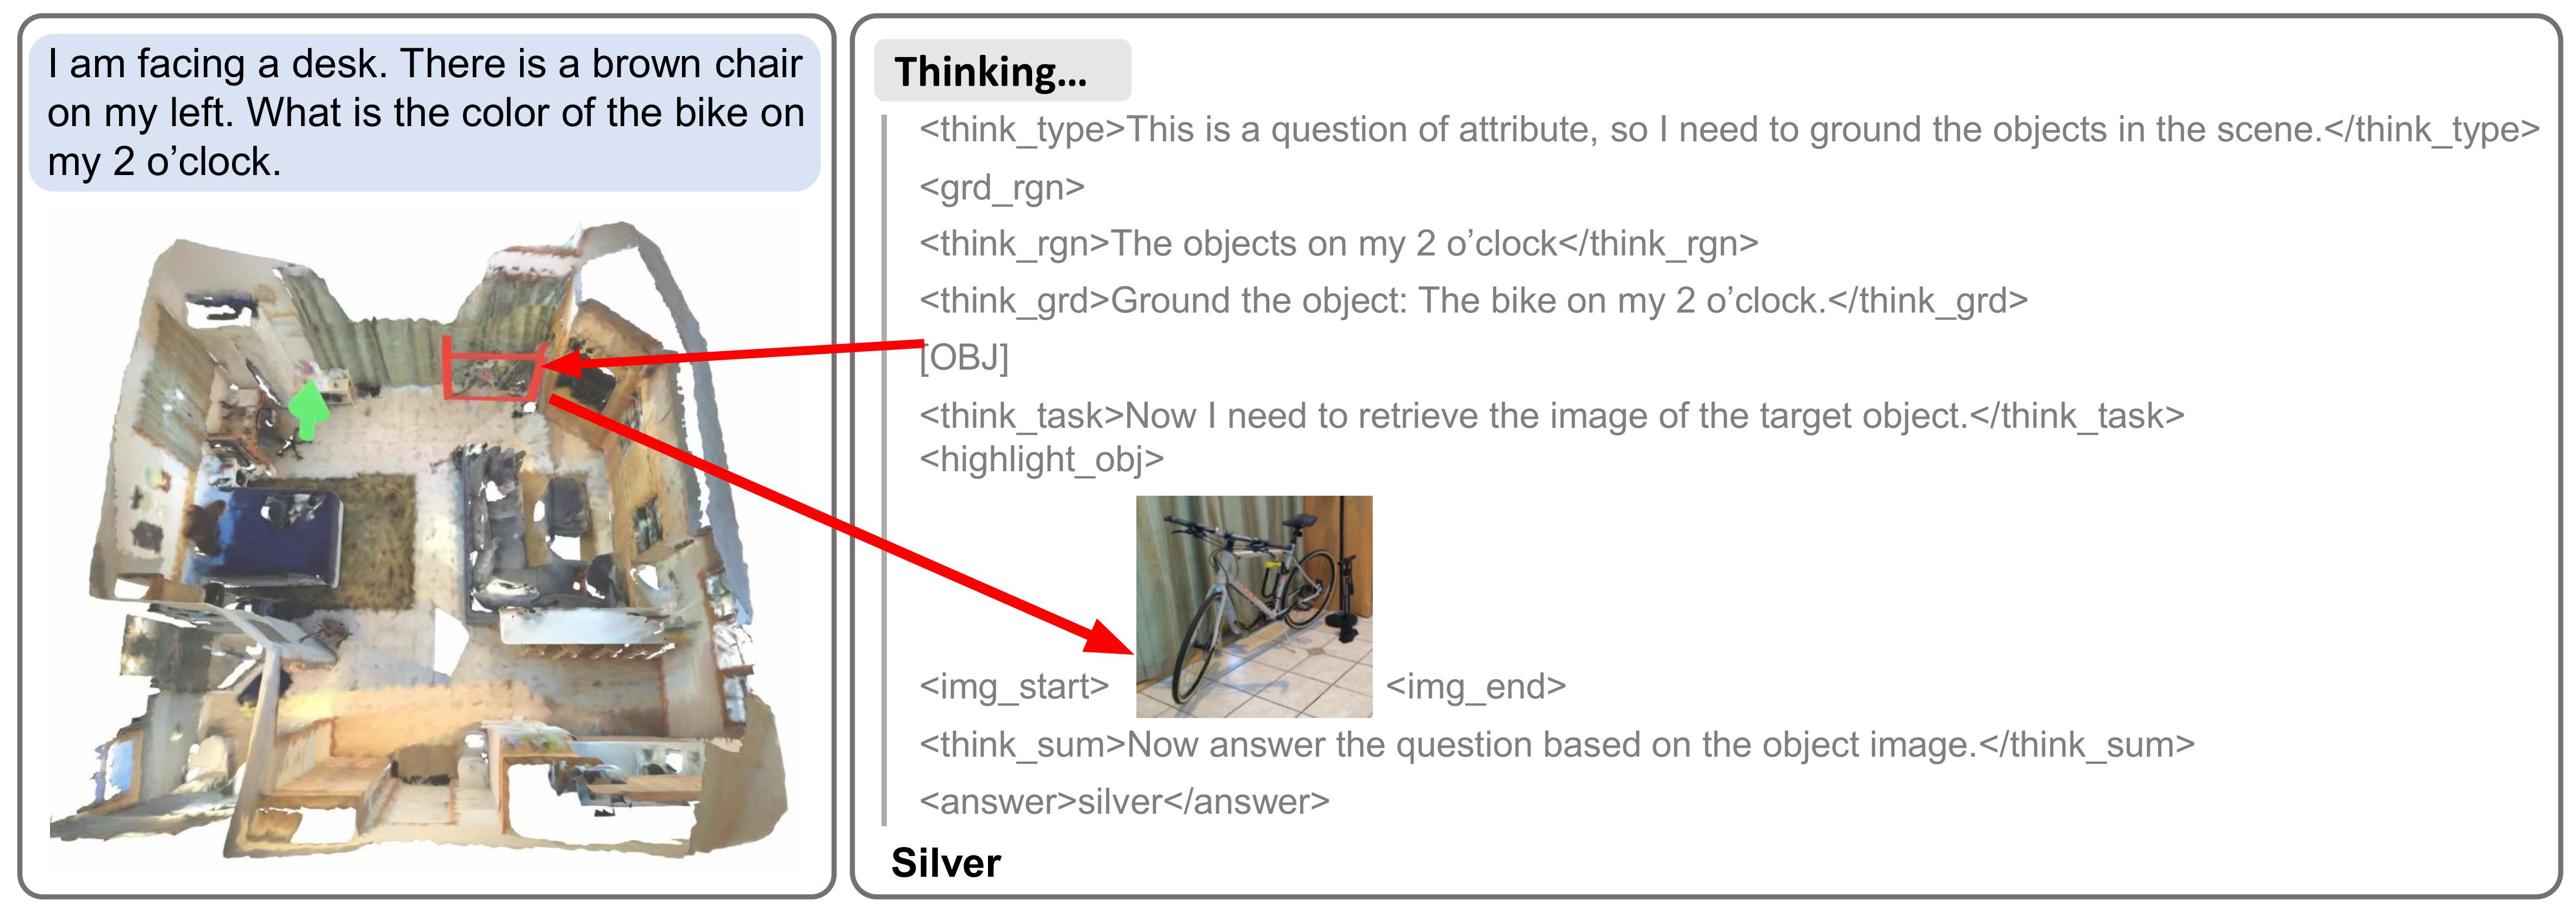 I am facing a desk. There is a brown chair
on my left. What is the color of the bike on
my 2 o’clock.
Thinking...
<think_type>This is a question of attribute, so I need to ground the objects in the scene.</think_type>
<grd_rgn>
<think_rgn>The objects on my 2 o’clock</think_rgn>
<think_grd>Ground the object: The bike on my 2 o’clock.</think_grd>
[OBJ]
<think_task>Now I need to retrieve the image of the target object.</think_task>
<highlight_obj>
<img_start> <img_end>
<think_sum>Now answer the question based on the object image.</think_sum>
<answer>silver</answer>
Silver